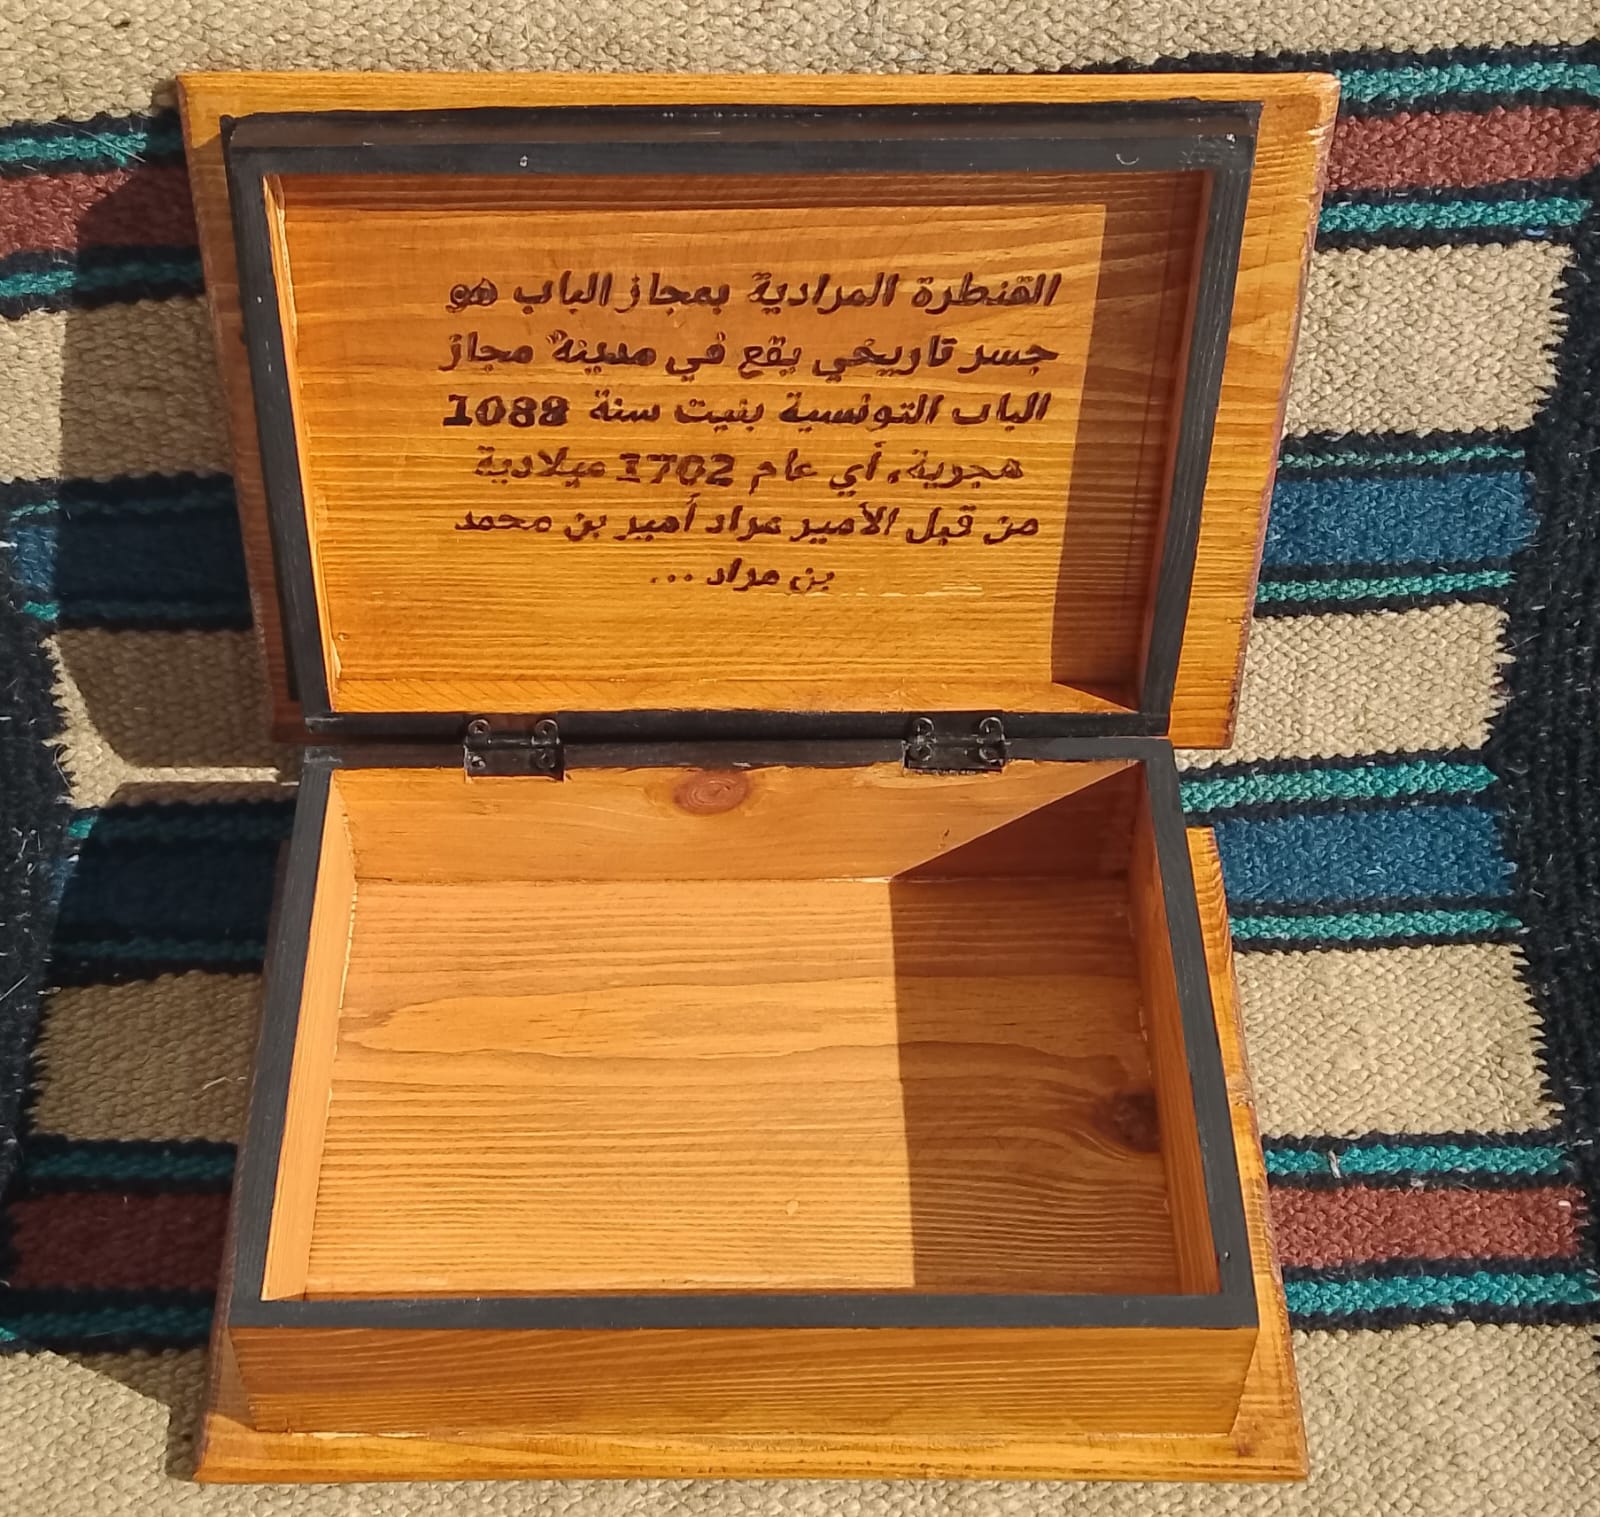 القنطرة المرادية بمجاز الباب هو
جسر تاريخي يقع في مدينة مجاز
الباب التونسية بنيت سنة 1088
هجرية، أي عام 1702 ميلادية
من قبل الأمير مراد أمير بن محمد
بن مراد ...